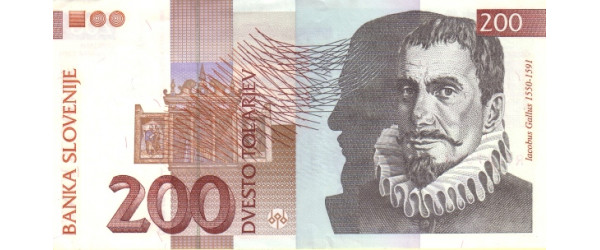 BANKA SLOVENIJE
200
DVESTO TOLARJEV
200
Iacobus Gallus 1550-1591